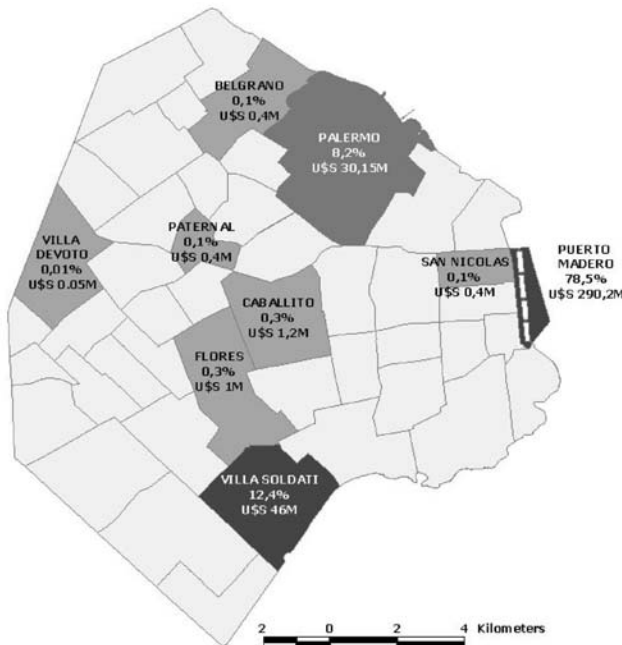 BELGRANO
0,1%
U$S 0,4M
PALERMO
8,2%
U$S 30,15M
VILLA
DEVOTO
0,01%
U$S 0.05M
PATERNAL
0,1%
U$S 0,4M
SAN NICOLAS
0,1%
U$S 0,4M
PUERTO
MADERO
78,5%
U$S 290,2M
CABALLITO
0,3%
U$S 1,2M
FLORES
0,3%
U$S 1M
VILLA SOLDATI
12,4%
U$S 46M
2 0 2 4 Kilometers